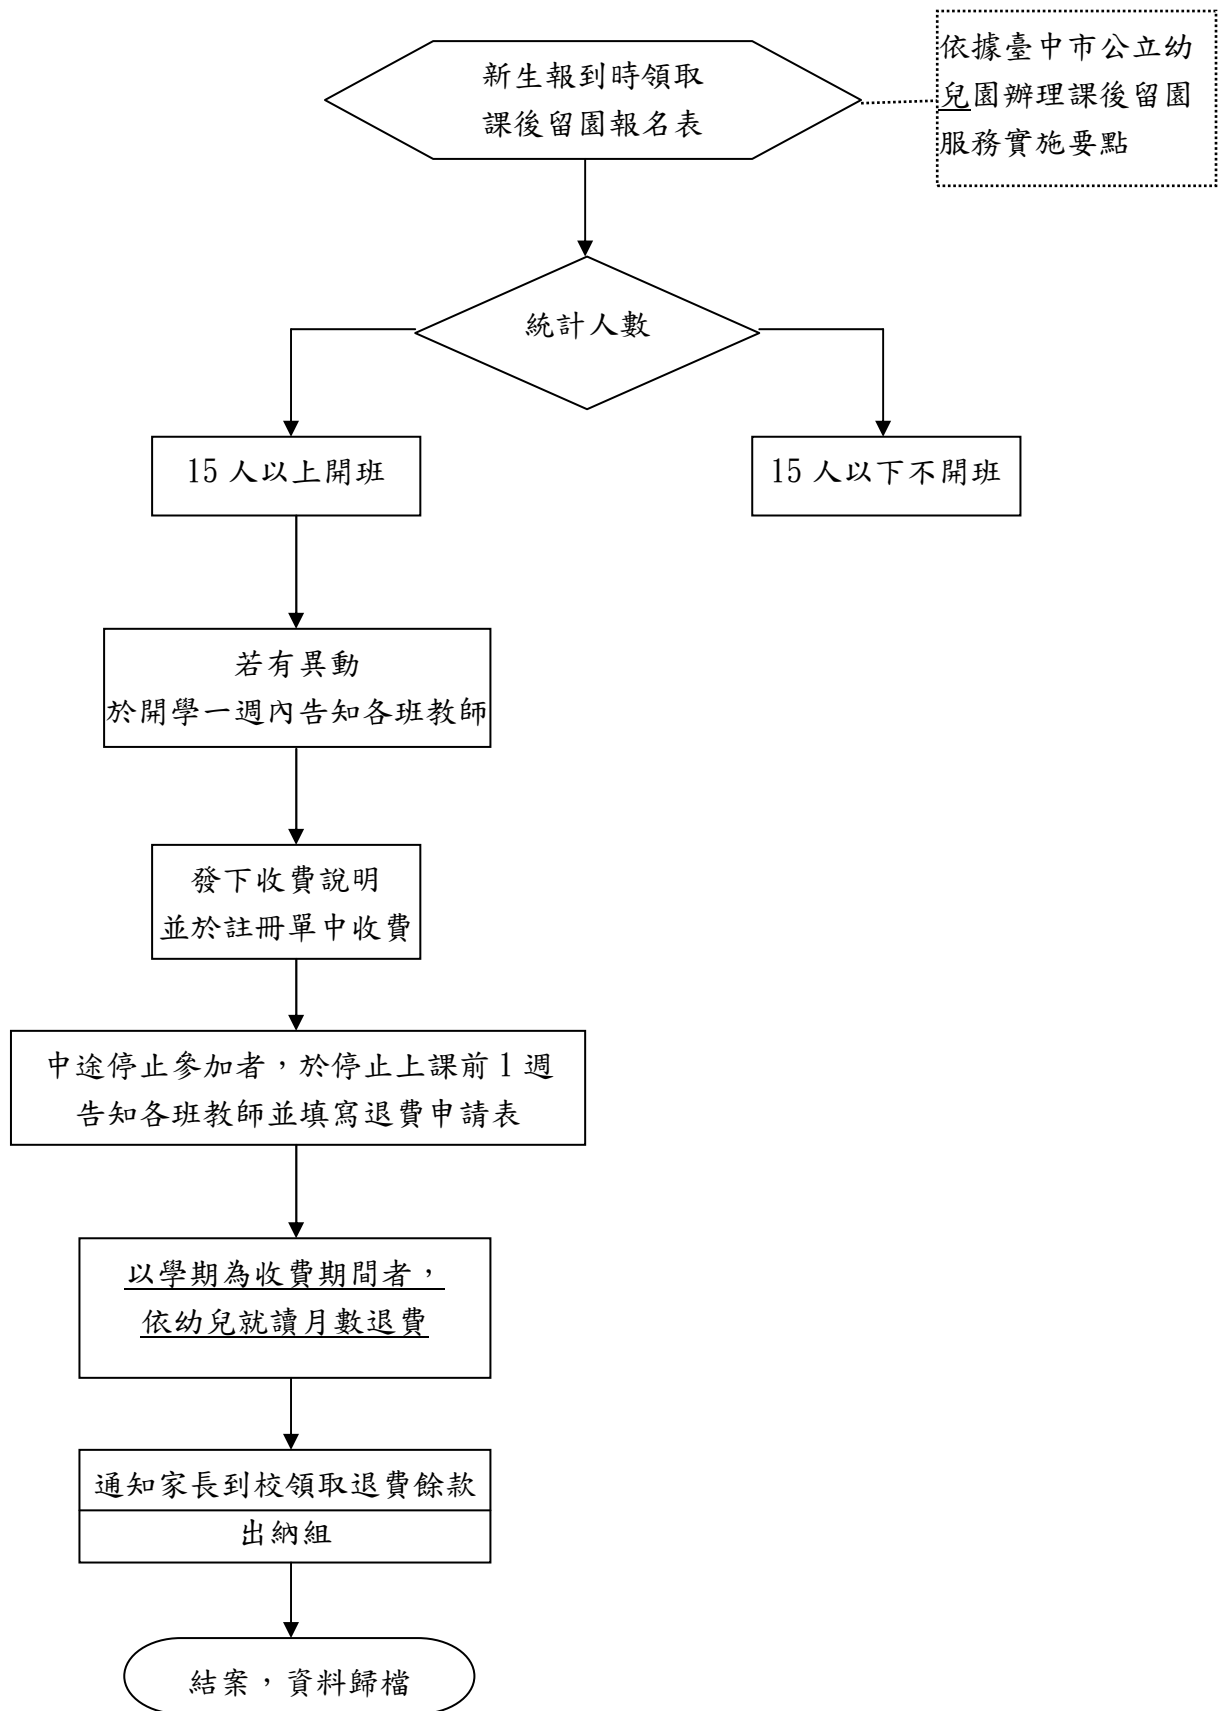 新生報到時領取
課後留園報名表
依據臺中市公立幼
兒園辦理課後留園
服務實施要點
統計人數
15 人以上開班
15 人以下不開班
若有異動
於開學一週內告知各班教師
發下收費說明
並於註冊單中收費
中途停止參加者，於停止上課前 1 週
告知各班教師並填寫退費申請表
以學期為收費期間者，
依幼兒就讀月數退費
通知家長到校領取退費餘款
出納組
結案，資料歸檔